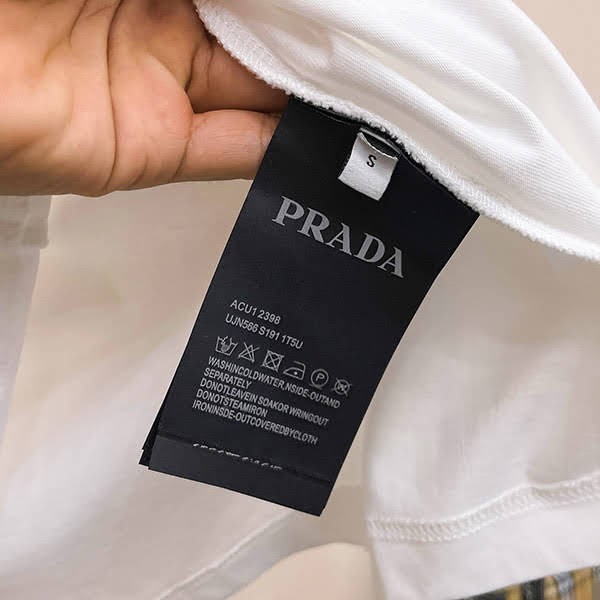 S
PRADA
ACU1 2398
UJN566 S191 1T5U
WASHINCOLDWATER,NSIDE-OUTAND
SEPARATELY
DONOTLEAVEIN SOAKOR WRINGOUT
DONOTSTEAMIRON
IRONINSDE-OUTCOVEREDBYCLOTH